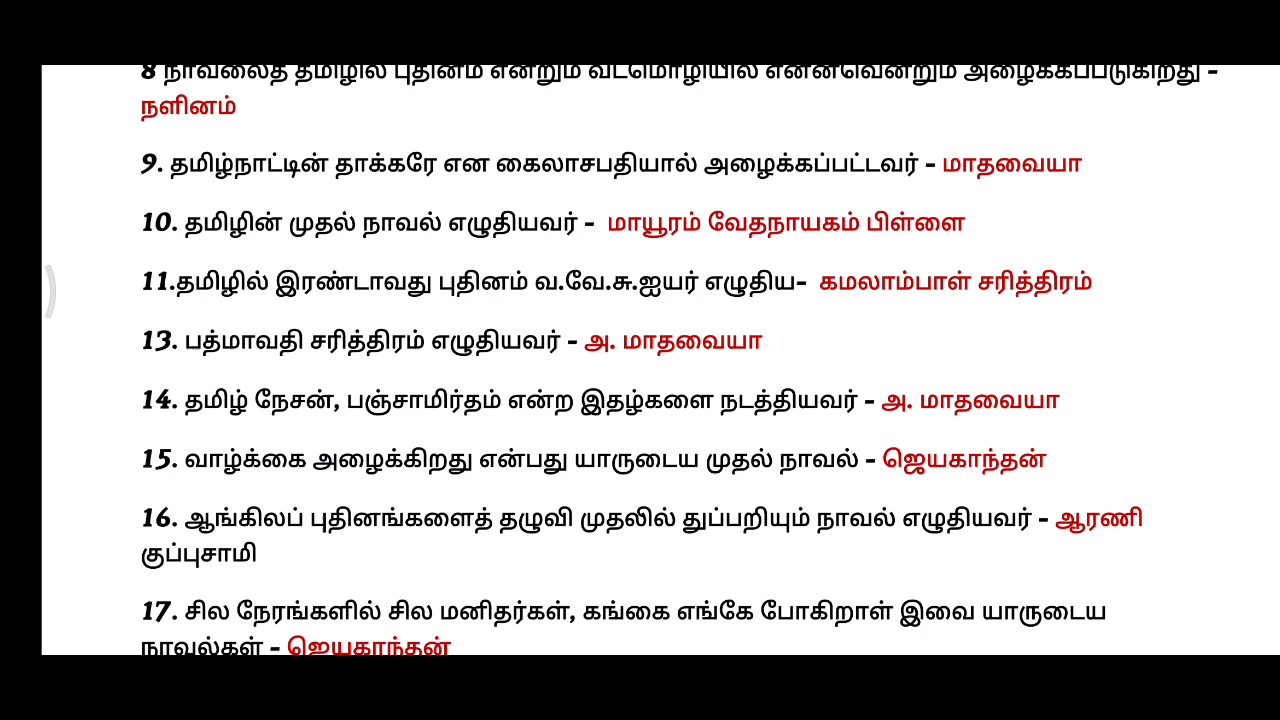 8 நாவலைத் தமிழில் புதினம் என்றும் வடமொழியில் என்னவென்றும் அழைக்கப்படுகிறது -
நளினம்
9. தமிழ்நாட்டின் தாக்கரே என கைலாசபதியால் அழைக்கப்பட்டவர் - மாதவையா
10. தமிழின் முதல் நாவல் எழுதியவர் - மாயூரம் வேதநாயகம் பிள்ளை
11.தமிழில் இரண்டாவது புதினம் வ.வே.சு.ஐயர் எழுதிய- கமலாம்பாள் சரித்திரம்
13. பத்மாவதி சரித்திரம் எழுதியவர் - அ. மாதவையா
14. தமிழ் நேசன், பஞ்சாமிர்தம் என்ற இதழ்களை நடத்தியவர் - அ. மாதவையா
15. வாழ்க்கை அழைக்கிறது என்பது யாருடைய முதல் நாவல் - ஜெயகாந்தன்
16. ஆங்கிலப் புதினங்களைத் தழுவி முதலில் துப்பறியும் நாவல் எழுதியவர் - ஆரணி
குப்புசாமி
17. சில நேரங்களில் சில மனிதர்கள், கங்கை எங்கே போகிறாள் இவை யாருடைய
நாவல்கள் - ஜெயகாந்தன்